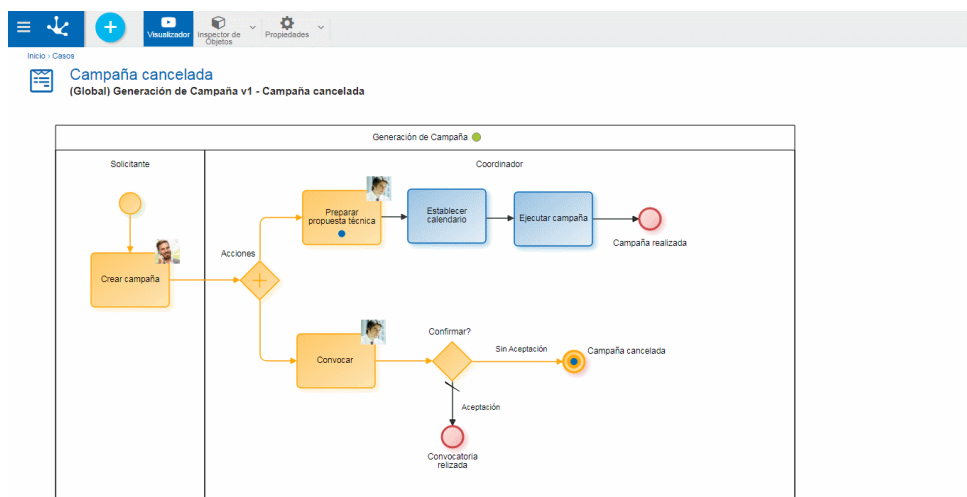 Visualizador
Inspector de
Objetos
Propiedades
Inicio › Casos
Campaña cancelada
(Global) Generación de Campaña v1 - Campaña cancelada
Generación de Campaña
Solicitante
Coordinador
Preparar
propuesta técnica
Establecer
calendario
Ejecutar campaña
Campaña realizada
Acciones
Crear campaña
Confirmar?
Convocar
Sin Aceptación
Campaña cancelada
Aceptación
Convocatoria
relizada